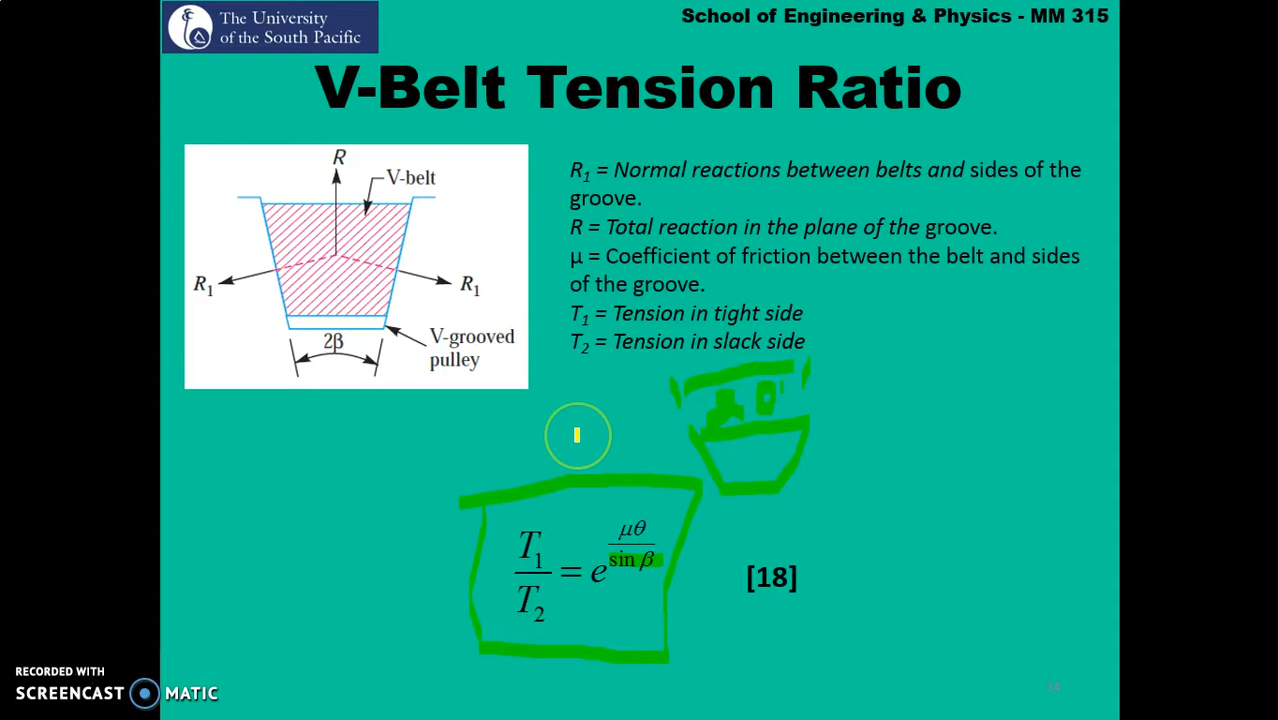 The University
of the South Pacific
School of Engineering & Physics - MM 315
V-Belt Tension Ratio
R
V-belt
R1
R1
2β
V-grooved
pulley
R1 = Normal reactions between belts and sides of the
groove.
R = Total reaction in the plane of the groove.
μ = Coefficient of friction between the belt and sides
of the groove.
T1 = Tension in tight side
T2 = Tension in slack side
T1/T2 = e^(μθ/sin β)
[18]
34
RECORDED WITH
SCREENCAST MATIC